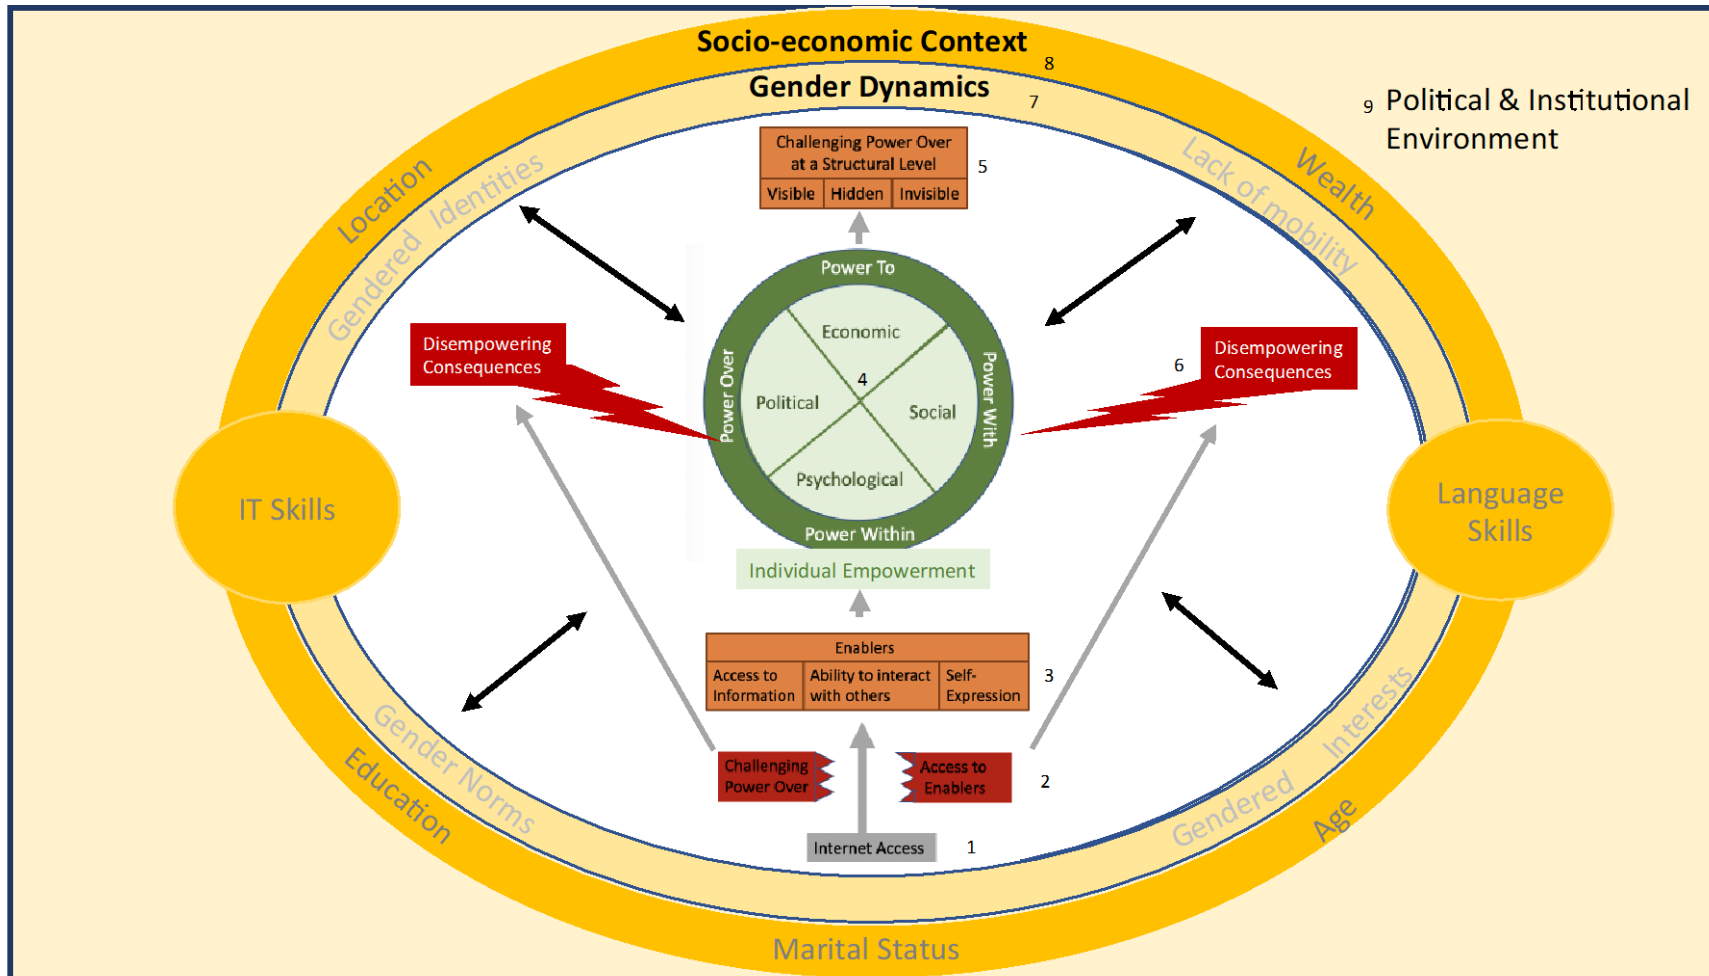 Socio-economic Context
8
Gender Dynamics
7
9 Political & Institutional
Environment
Location
Gendered Identities
Lack of mobility
Wealth
Challenging Power Over
at a Structural Level
5
Visible Hidden Invisible
Power To
Economic
Power Over
Political
4
Social
Power With
Psychological
Power Within
Disempowering
Consequences
6
Disempowering
Consequences
IT Skills
Language
Skills
Individual Empowerment
Enablers
Access to
Information
Ability to interact
with others
Self-
Expression
3
Challenging
Power Over
Access to
Enablers
2
Internet Access
1
Education
Gender Norms
Gendered Interests
Age
Marital Status